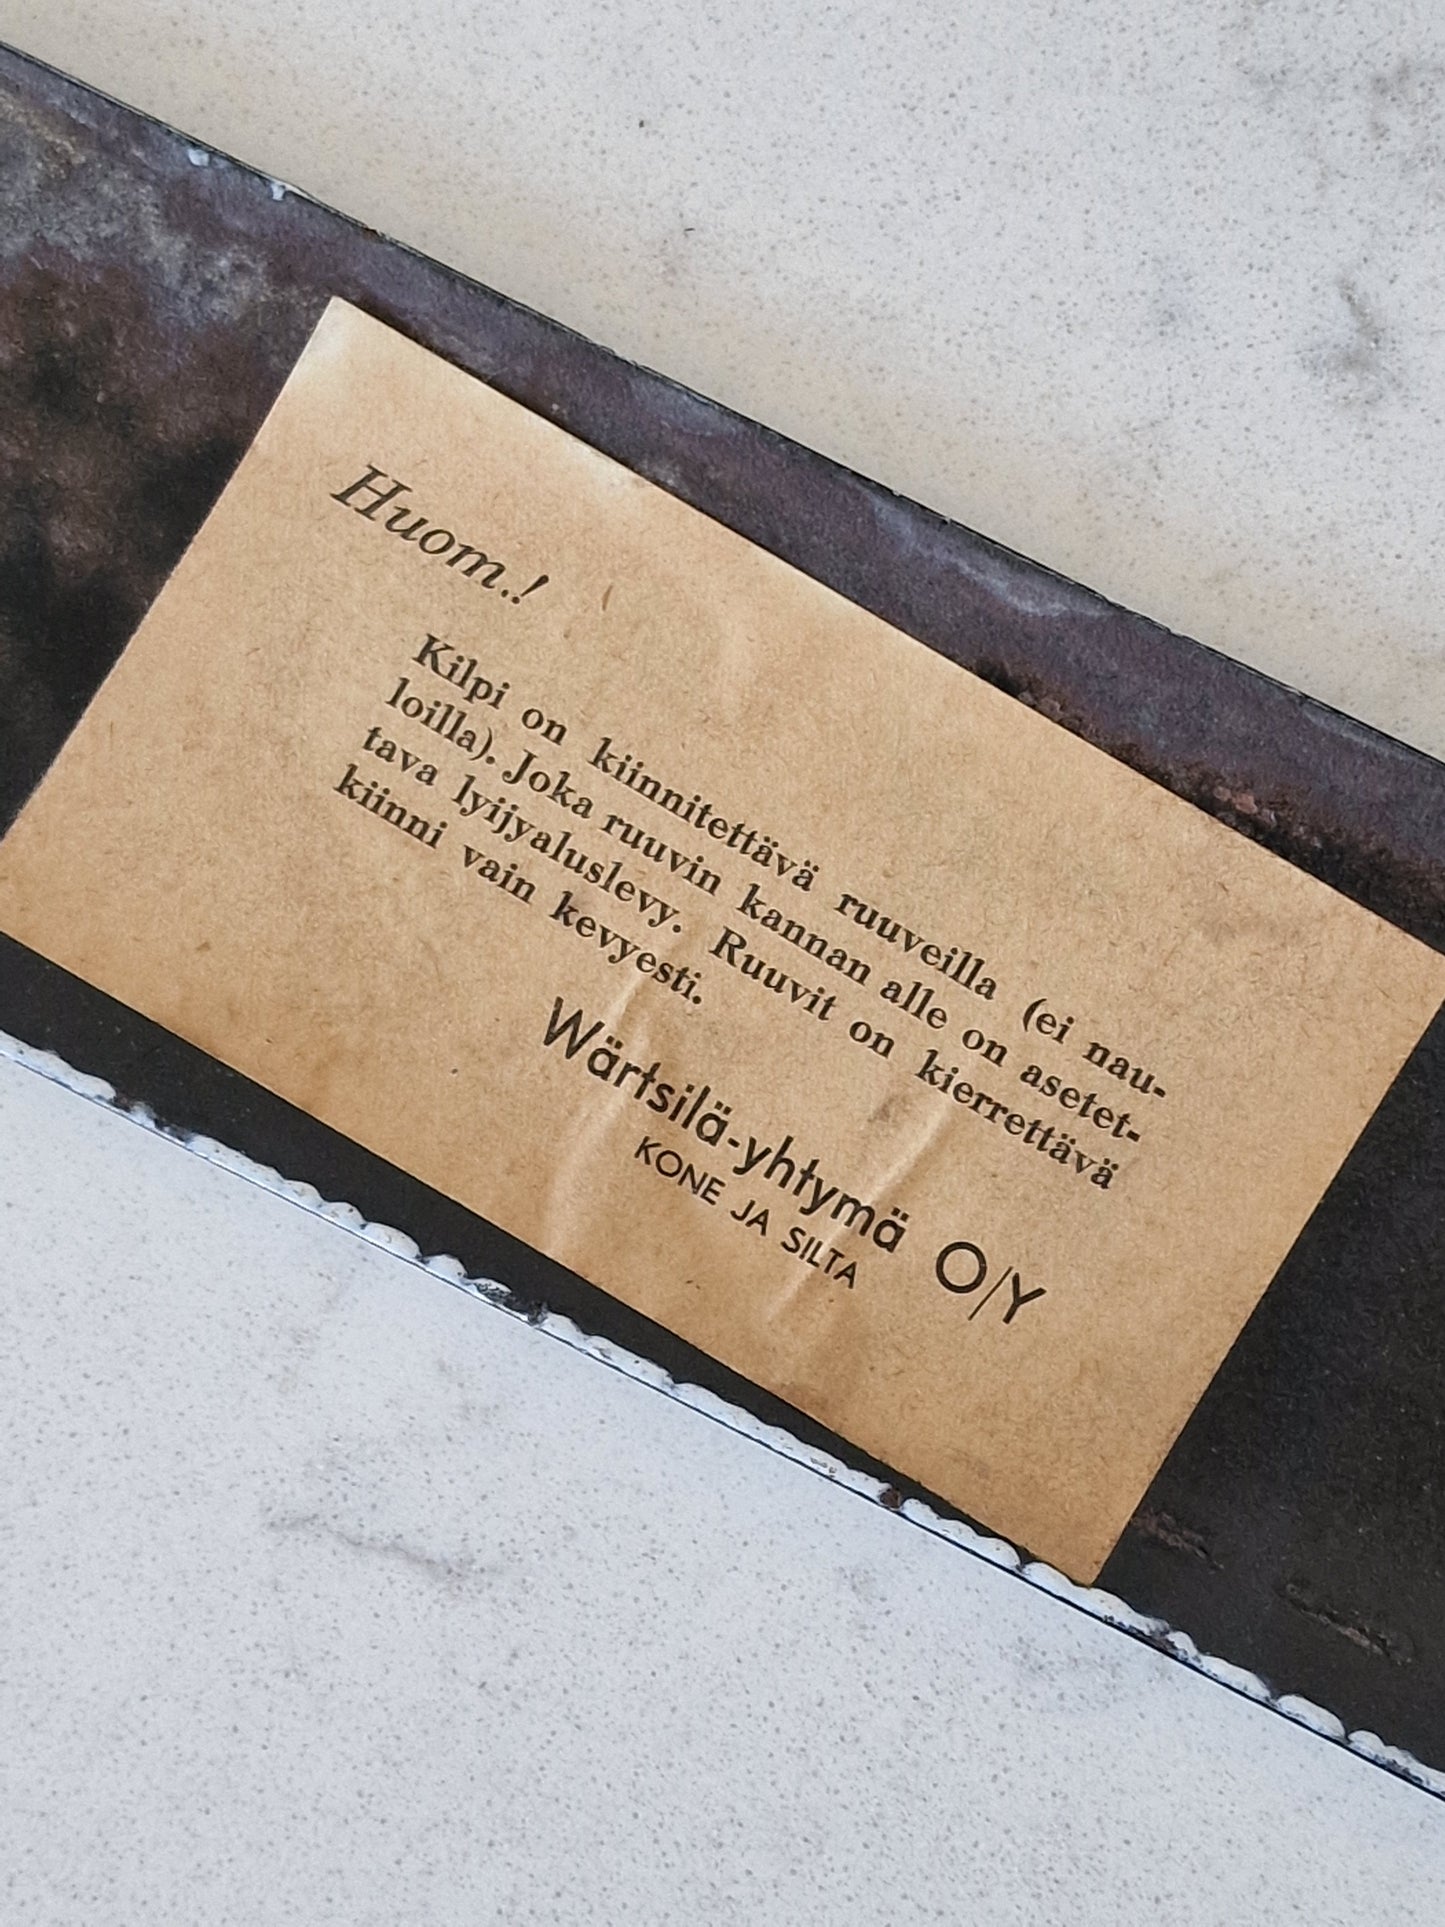 Huom.!
Kilpi on kiinnitettävä ruuveilla (ei nau-
loilla). Joka ruuvin kannan alle on asetet-
tava lyijyaluslevy. Ruuvit on kierrettävä
kiinni vain kevyesti.
Wärtsilä-yhtymä O/Y
KONE JA SILTA